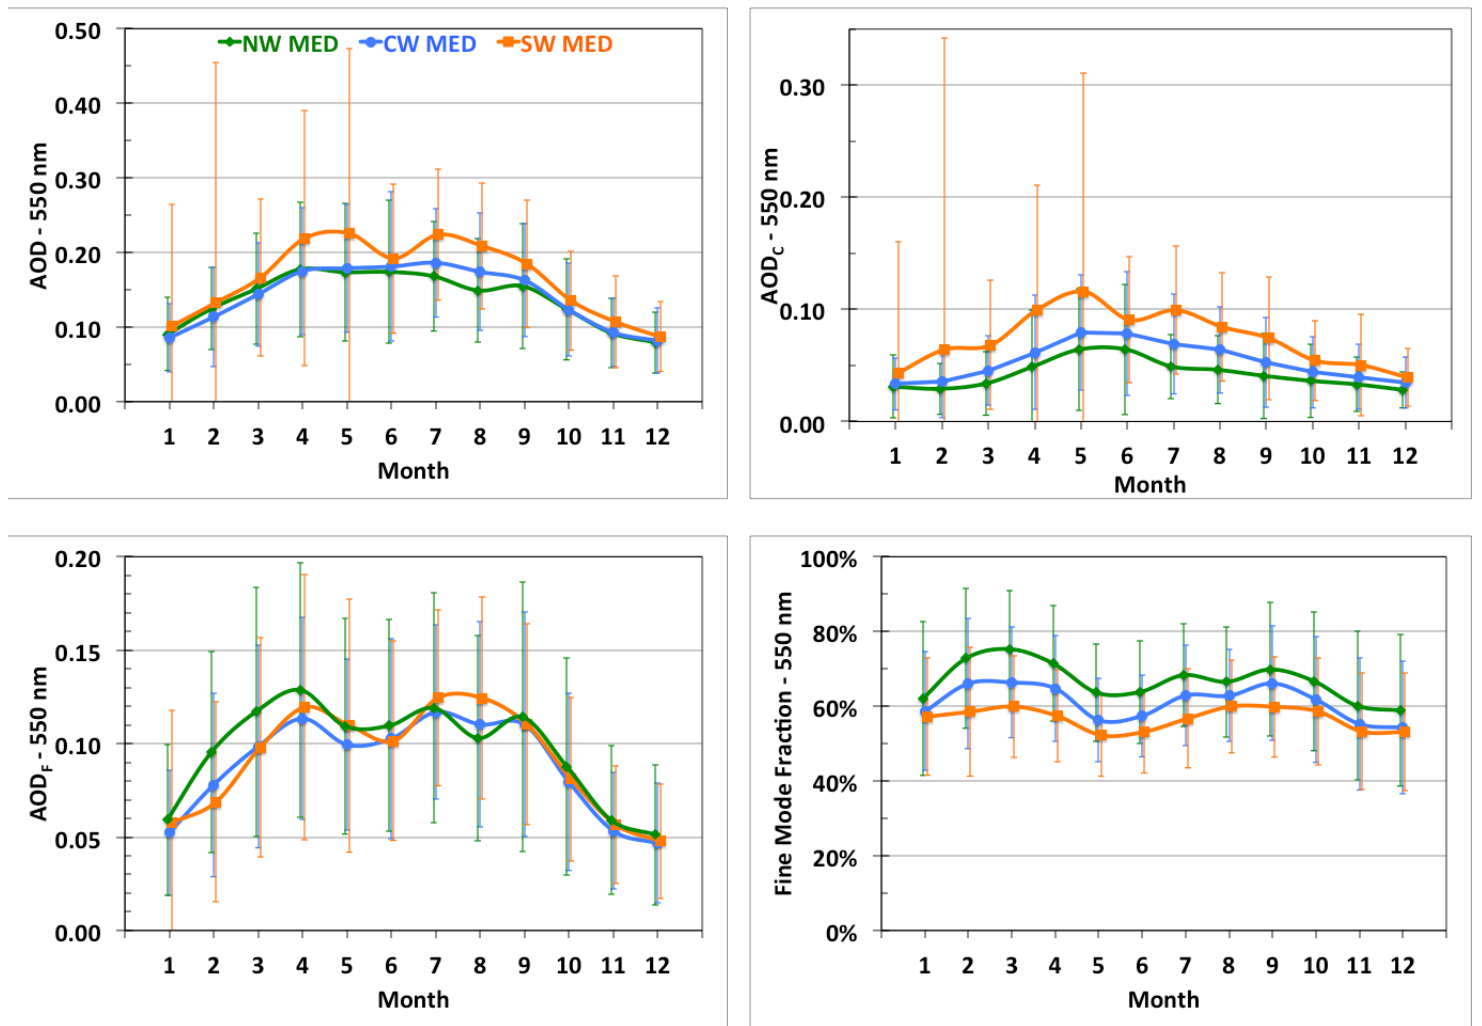 0.50
NW MED CW MED SW MED
0.40
0.30
0.20
0.10
0.00
AOD - 550 nm
1 2 3 4 5 6 7 8 9 10 11 12
Month
0.30
0.20
0.10
0.00
AODC - 550 nm
1 2 3 4 5 6 7 8 9 10 11 12
Month
0.20
0.15
0.10
0.05
0.00
AODF - 550 nm
1 2 3 4 5 6 7 8 9 10 11 12
Month
100%
80%
60%
40%
20%
0%
Fine Mode Fraction - 550 nm
1 2 3 4 5 6 7 8 9 10 11 12
Month